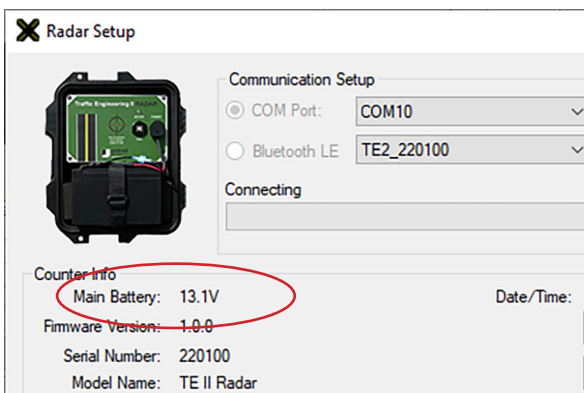 Radar Setup
Communication Setup
COM Port: COM10
Bluetooth LE TE2_220100
Connecting
Traffic Engineering II RADAR
Counter Info
Main Battery: 13.1V Date/Time:
Firmware Version: 1.0.0
Serial Number: 220100
Model Name: TE II Radar